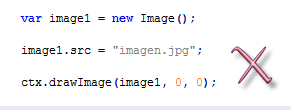 var image1 = new Image();
image1.src = "imagen.jpg";
ctx.drawImage(image1, 0, 0);